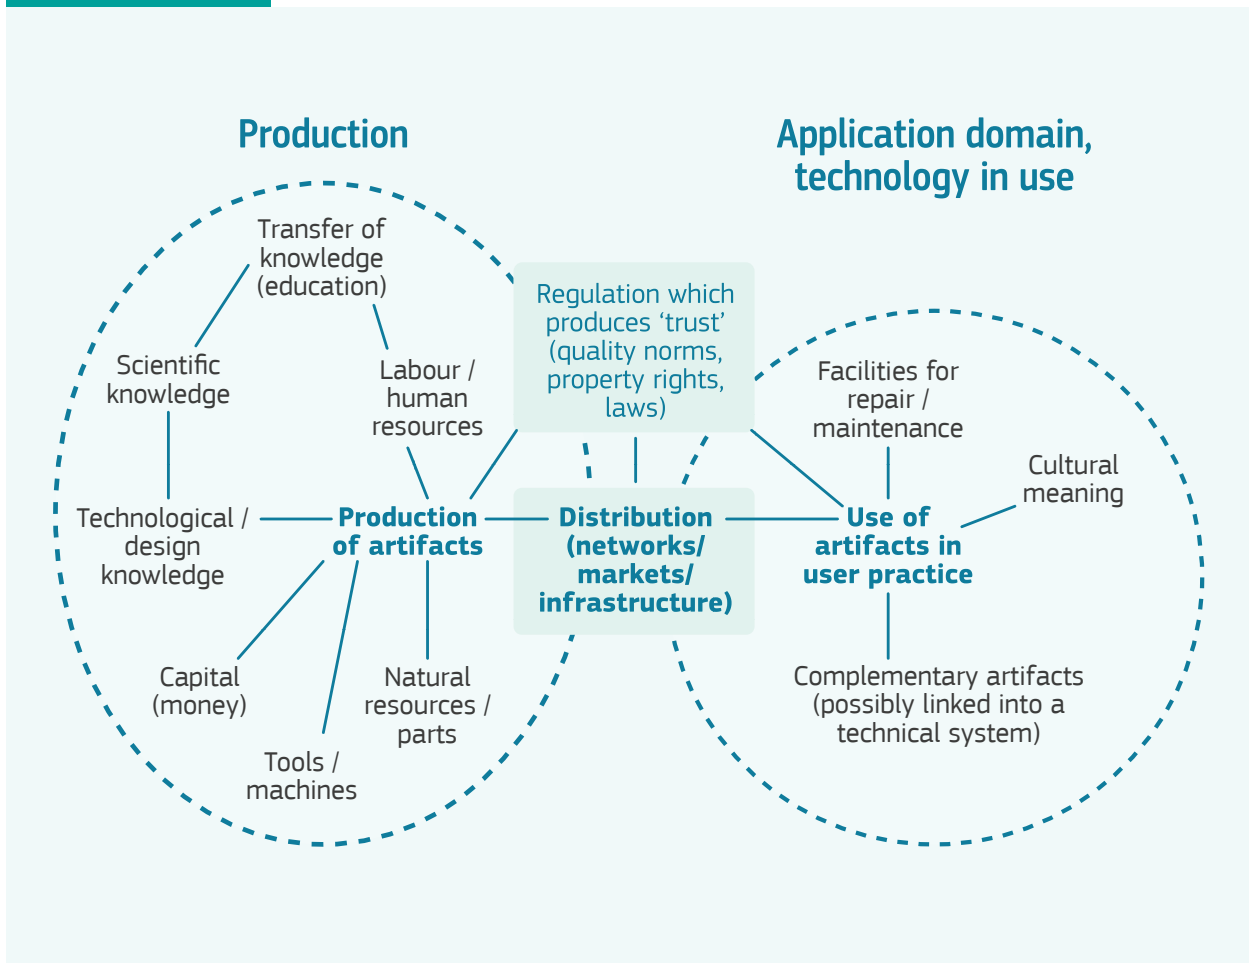 Production
Application domain,
technology in use
Transfer of
knowledge
(education)
Regulation which
produces ‘trust’
(quality norms,
property rights,
laws)
Scientific
knowledge
Labour /
human
resources
Facilities for
repair /
maintenance
Cultural
meaning
Technological /
design
knowledge
Production
of artifacts
Distribution
(networks/
markets/
infrastructure)
Use of
artifacts in
user practice
Capital
(money)
Tools /
machines
Natural
resources /
parts
Complementary artifacts
(possibly linked into a
technical system)